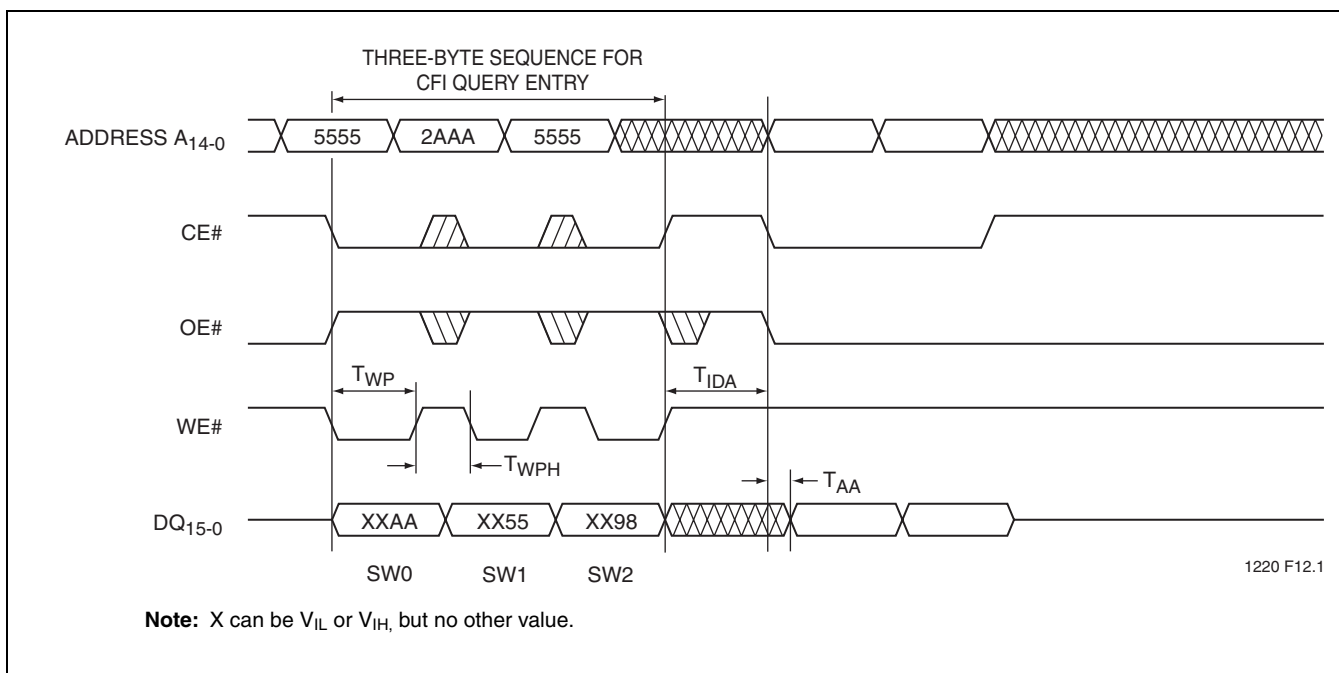 THREE-BYTE SEQUENCE FOR
CFI QUERY ENTRY
ADDRESS A14-0
5555
2AAA
5555
CE#
OE#
TWP
TIDA
WE#
TWPH
TAA
DQ15-0
XXAA
XX55
XX98
SW0
SW1
SW2
1220 F12.1
Note: X can be VIL or VIH, but no other value.